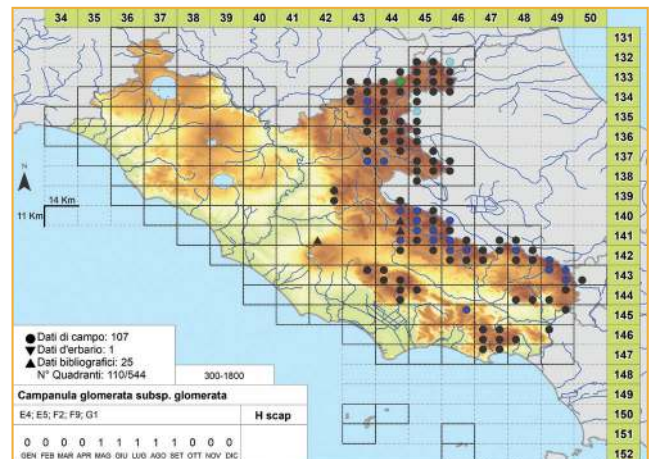 34 35 36 37 38 39 40 41 42 43 44 45 46 47 48 49 50
131
132
133
134
135
136
137
138
139
140
141
142
143
144
145
146
147
148
149
150
151
152
N
14 Km
11 Km
Dati di campo: 107
Dati d'erbario: 1
Dati bibliografici: 25
N° Quadranti: 110/544
300-1800
Campanula glomerata subsp. glomerata
E4; E5; F2; F9; G1
H scap
0 0 0 0 1 1 1 1 1 0 0 0
GEN FEB MAR APR MAG GIU LUG AGO SET OTT NOV DIC